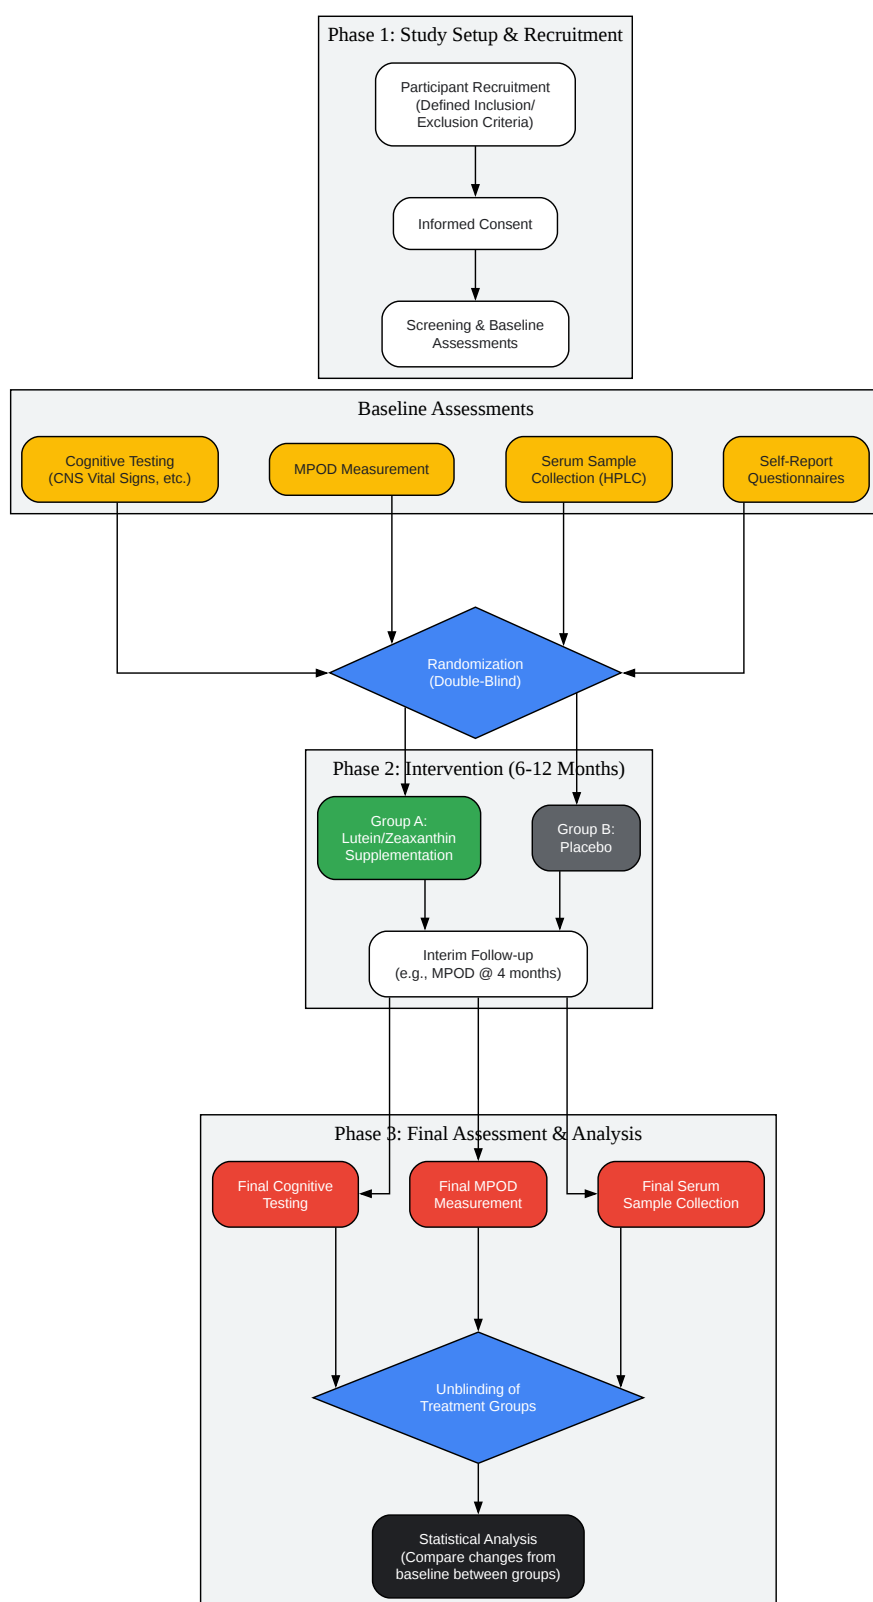 Phase 1: Study Setup & Recruitment
Participant Recruitment
(Defined Inclusion/
Exclusion Criteria)
Informed Consent
Screening & Baseline
Assessments
Baseline Assessments
Cognitive Testing
(CNS Vital Signs, etc.)
MPOD Measurement
Serum Sample
Collection (HPLC)
Self-Report
Questionnaires
Randomization
(Double-Blind)
Phase 2: Intervention (6-12 Months)
Group A:
Lutein/Zeaxanthin
Supplementation
Group B:
Placebo
Interim Follow-up
(e.g., MPOD @ 4 months)
Phase 3: Final Assessment & Analysis
Final Cognitive
Testing
Final MPOD
Measurement
Final Serum
Sample Collection
Unblinding of
Treatment Groups
Statistical Analysis
(Compare changes from
baseline between groups)